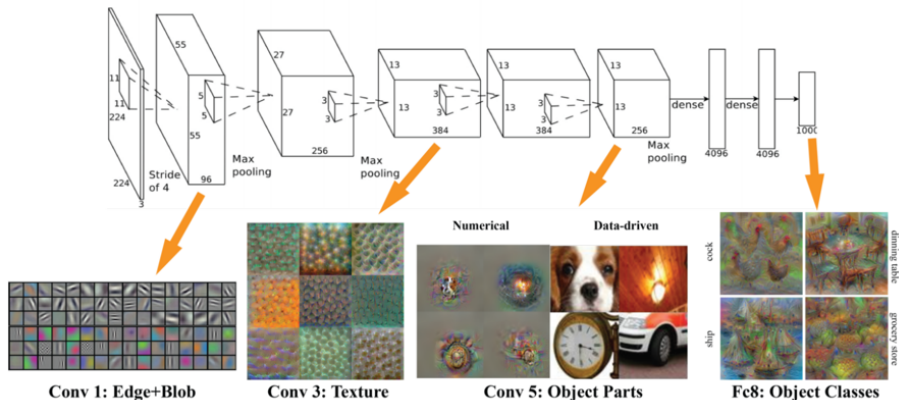 55
27
13
13
13
11
5
3
3
11
5
27
3
13
3
13
3
13
dense
dense
224
55
3
384
384
256
1000
Max
pooling
256
Max
pooling
Max
pooling
4096
4096
Stride
of 4
96
224
3
Numerical
Data-driven
cock
dinning table
ship
grocery store
Conv 1: Edge+Blob
Conv 3: Texture
Conv 5: Object Parts
Fc8: Object Classes